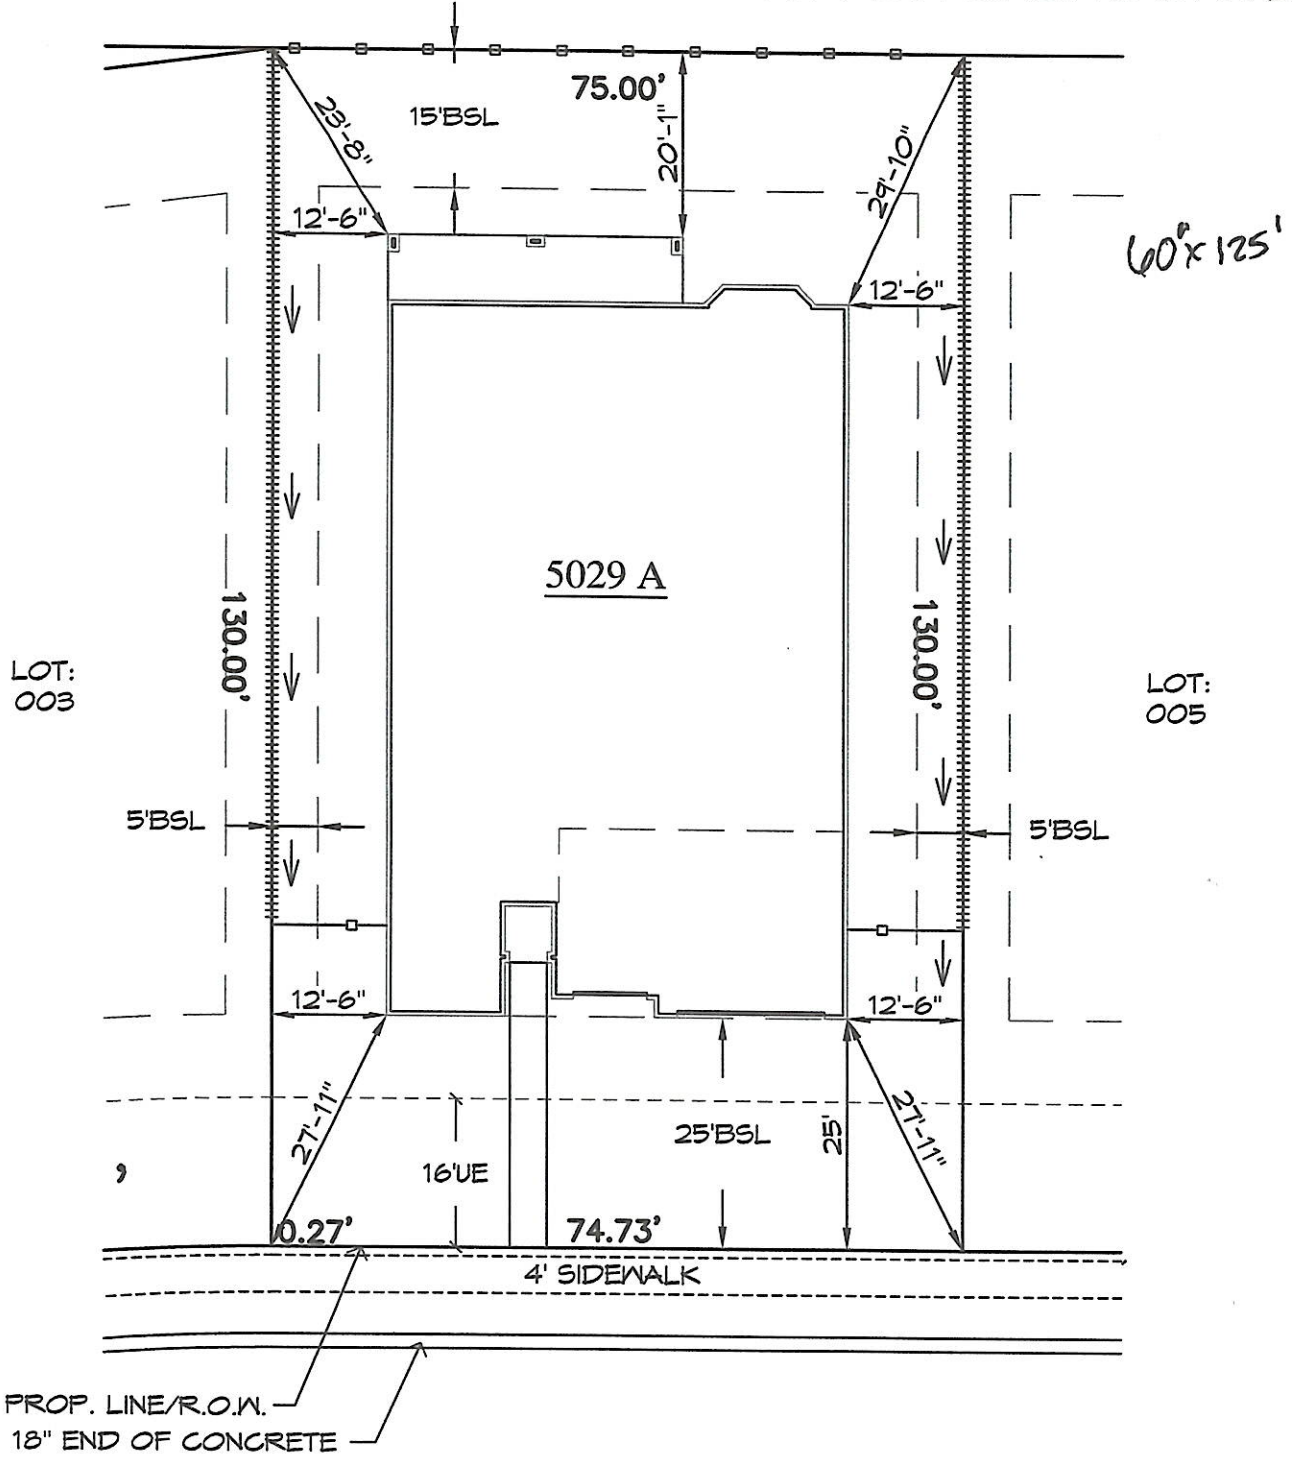 75.00'
15'BSL
23'-8"
20'-1"
29'-10"
12'-6"
12'-6"
60"x125'
5029 A
130.00'
130.00'
LOT:
003
LOT:
005
5'BSL
5'BSL
12'-6"
12'-6"
27'-11"
25'BSL
25'
27'-11"
16'UE
,
0.27'
74.73'
4' SIDEWALK
PROP. LINE/R.O.W.
18" END OF CONCRETE